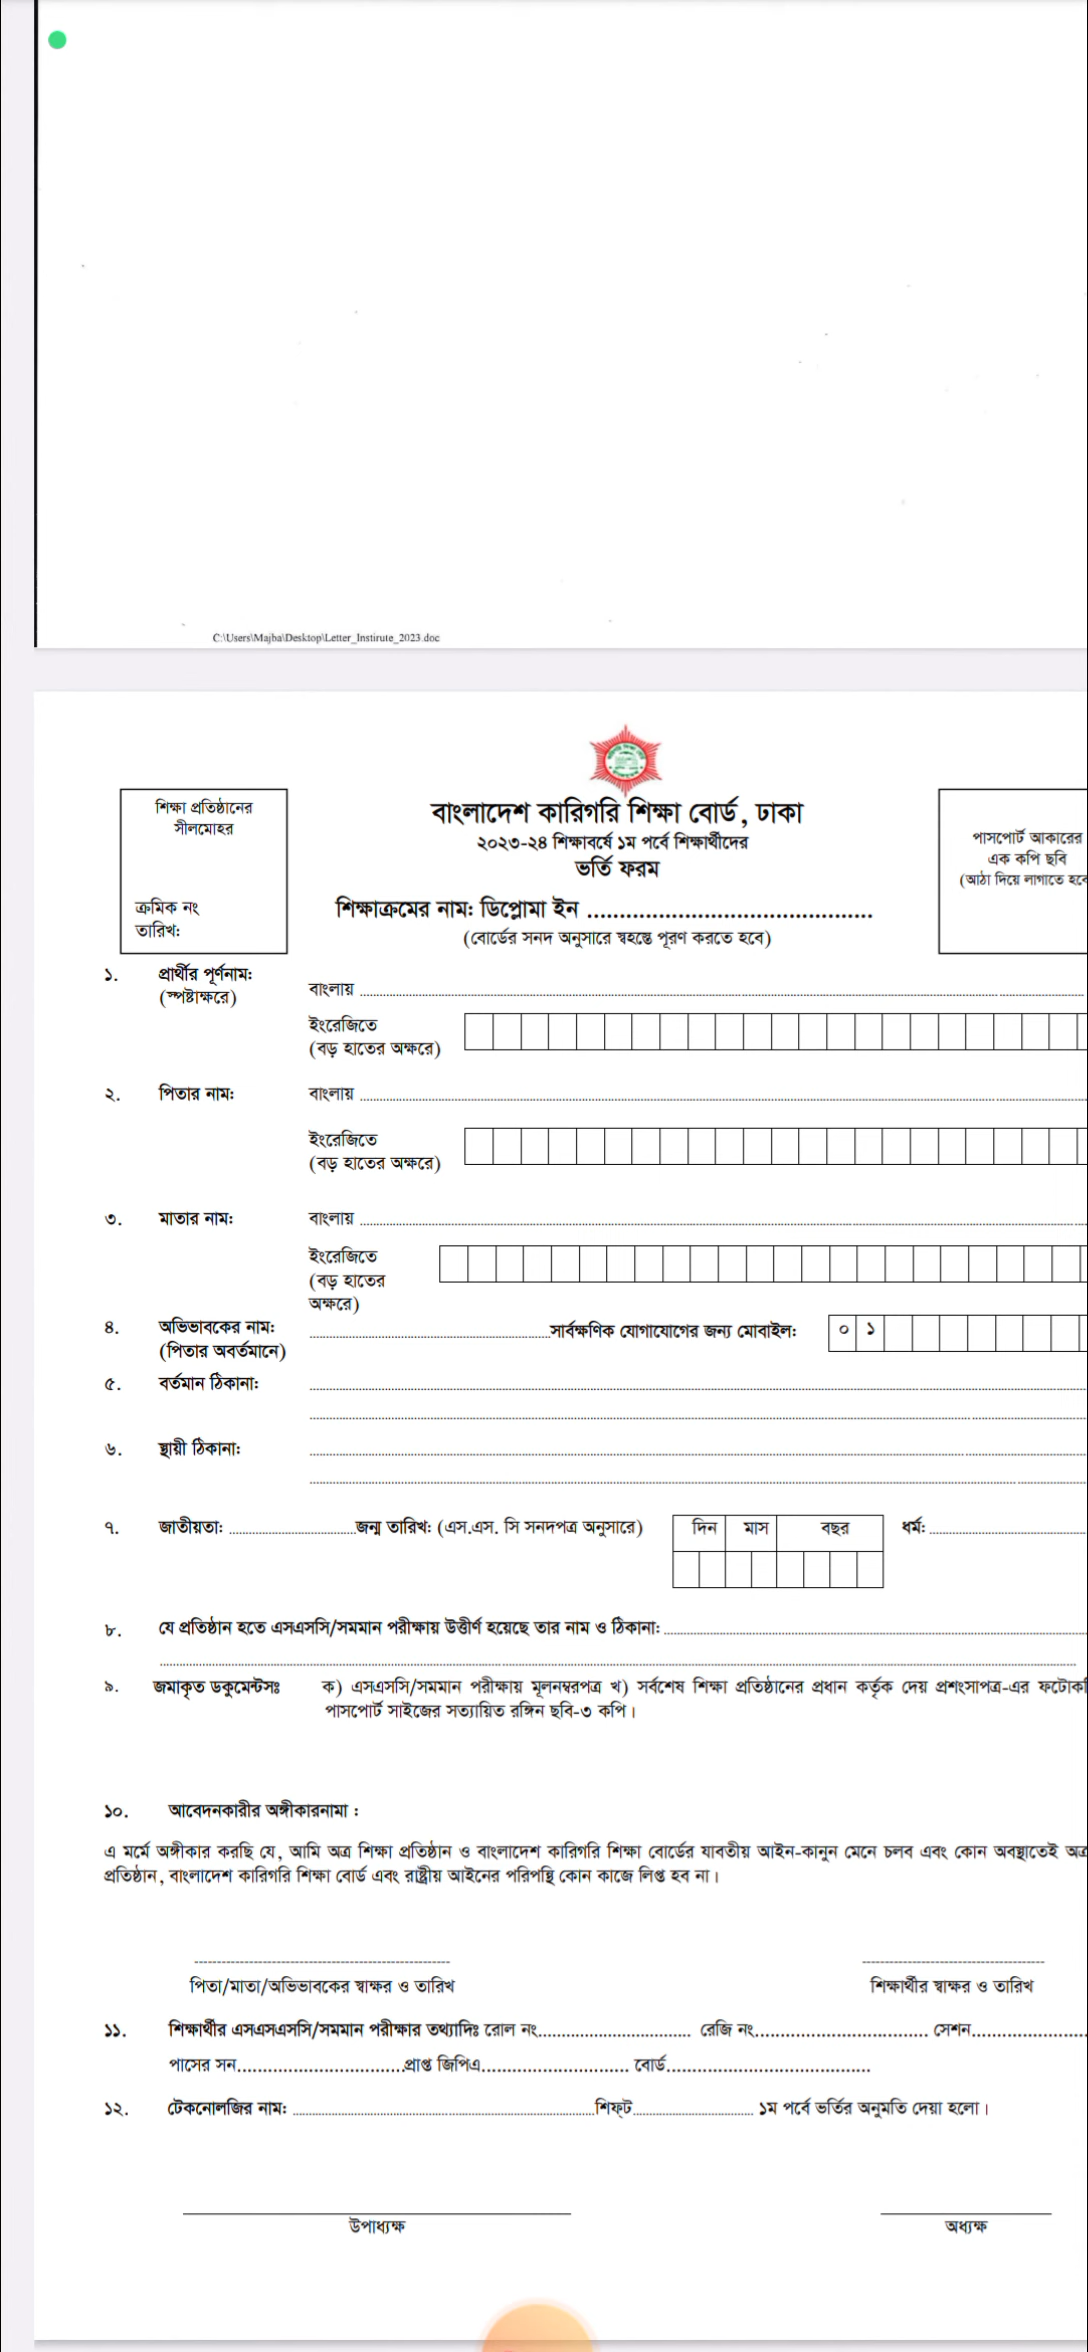 C:\Users\Majba\Desktop\Letter_Instirute_2023.doc
শিক্ষা প্রতিষ্ঠানের
সীলমোহর
ক্রমিক নং
তারিখ:
বাংলাদেশ কারিগরি শিক্ষা বোর্ড, ঢাকা
২০২৩-২৪ শিক্ষাবর্ষে ১ম পর্বে শিক্ষার্থীদের
ভর্তি ফরম
শিক্ষাক্রমের নাম: ডিপ্লোমা ইন ............................................
(বোর্ডের সনদ অনুসারে স্বহস্তে পূরণ করতে হবে)
পাসপোর্ট আকারের
এক কপি ছবি
(আঠা দিয়ে লাগাতে হবে
১. প্রার্থীর পূর্ণনাম: বাংলায়
(স্পষ্টাক্ষরে)
ইংরেজিতে
(বড় হাতের অক্ষরে)
২. পিতার নাম: বাংলায়
ইংরেজিতে
(বড় হাতের অক্ষরে)
৩. মাতার নাম: বাংলায়
ইংরেজিতে
(বড় হাতের
অক্ষরে)
৪. অভিভাবকের নাম: সার্বক্ষণিক যোগাযোগের জন্য মোবাইল: ০ ১
(পিতার অবর্তমানে)
৫. বর্তমান ঠিকানা:
৬. স্থায়ী ঠিকানা:
৭. জাতীয়তা: জন্ম তারিখ: (এস.এস. সি সনদপত্র অনুসারে) দিন মাস বছর ধর্ম:
৮. যে প্রতিষ্ঠান হতে এসএসসি/সমমান পরীক্ষায় উত্তীর্ণ হয়েছে তার নাম ও ঠিকানা:
৯. জমাকৃত ডকুমেন্টসঃ ক) এসএসসি/সমমান পরীক্ষায় মূলনম্বরপত্র খ) সর্বশেষ শিক্ষা প্রতিষ্ঠানের প্রধান কর্তৃক দেয় প্রশংসাপত্র-এর ফটোক
পাসপোর্ট সাইজের সত্যায়িত রঙ্গিন ছবি-৩ কপি।
১০. আবেদনকারীর অঙ্গীকারনামা :
এ মর্মে অঙ্গীকার করছি যে, আমি অত্র শিক্ষা প্রতিষ্ঠান ও বাংলাদেশ কারিগরি শিক্ষা বোর্ডের যাবতীয় আইন-কানুন মেনে চলব এবং কোন অবস্থাতেই অত্র
প্রতিষ্ঠান, বাংলাদেশ কারিগরি শিক্ষা বোর্ড এবং রাষ্ট্রীয় আইনের পরিপন্থি কোন কাজে লিপ্ত হব না।
পিতা/মাতা/অভিভাবকের স্বাক্ষর ও তারিখ শিক্ষার্থীর স্বাক্ষর ও তারিখ
১১. শিক্ষার্থীর এসএসএসসি/সমমান পরীক্ষার তথ্যাদিঃ রোল নং............................ রেজি নং................................ সেশন.....................
পাসের সন...............................প্রাপ্ত জিপিএ........................... বোর্ড.....................................
১২. টেকনোলজির নাম: শিফ্ট ১ম পর্বে ভর্তির অনুমতি দেয়া হলো।
উপাধ্যক্ষ অধ্যক্ষ